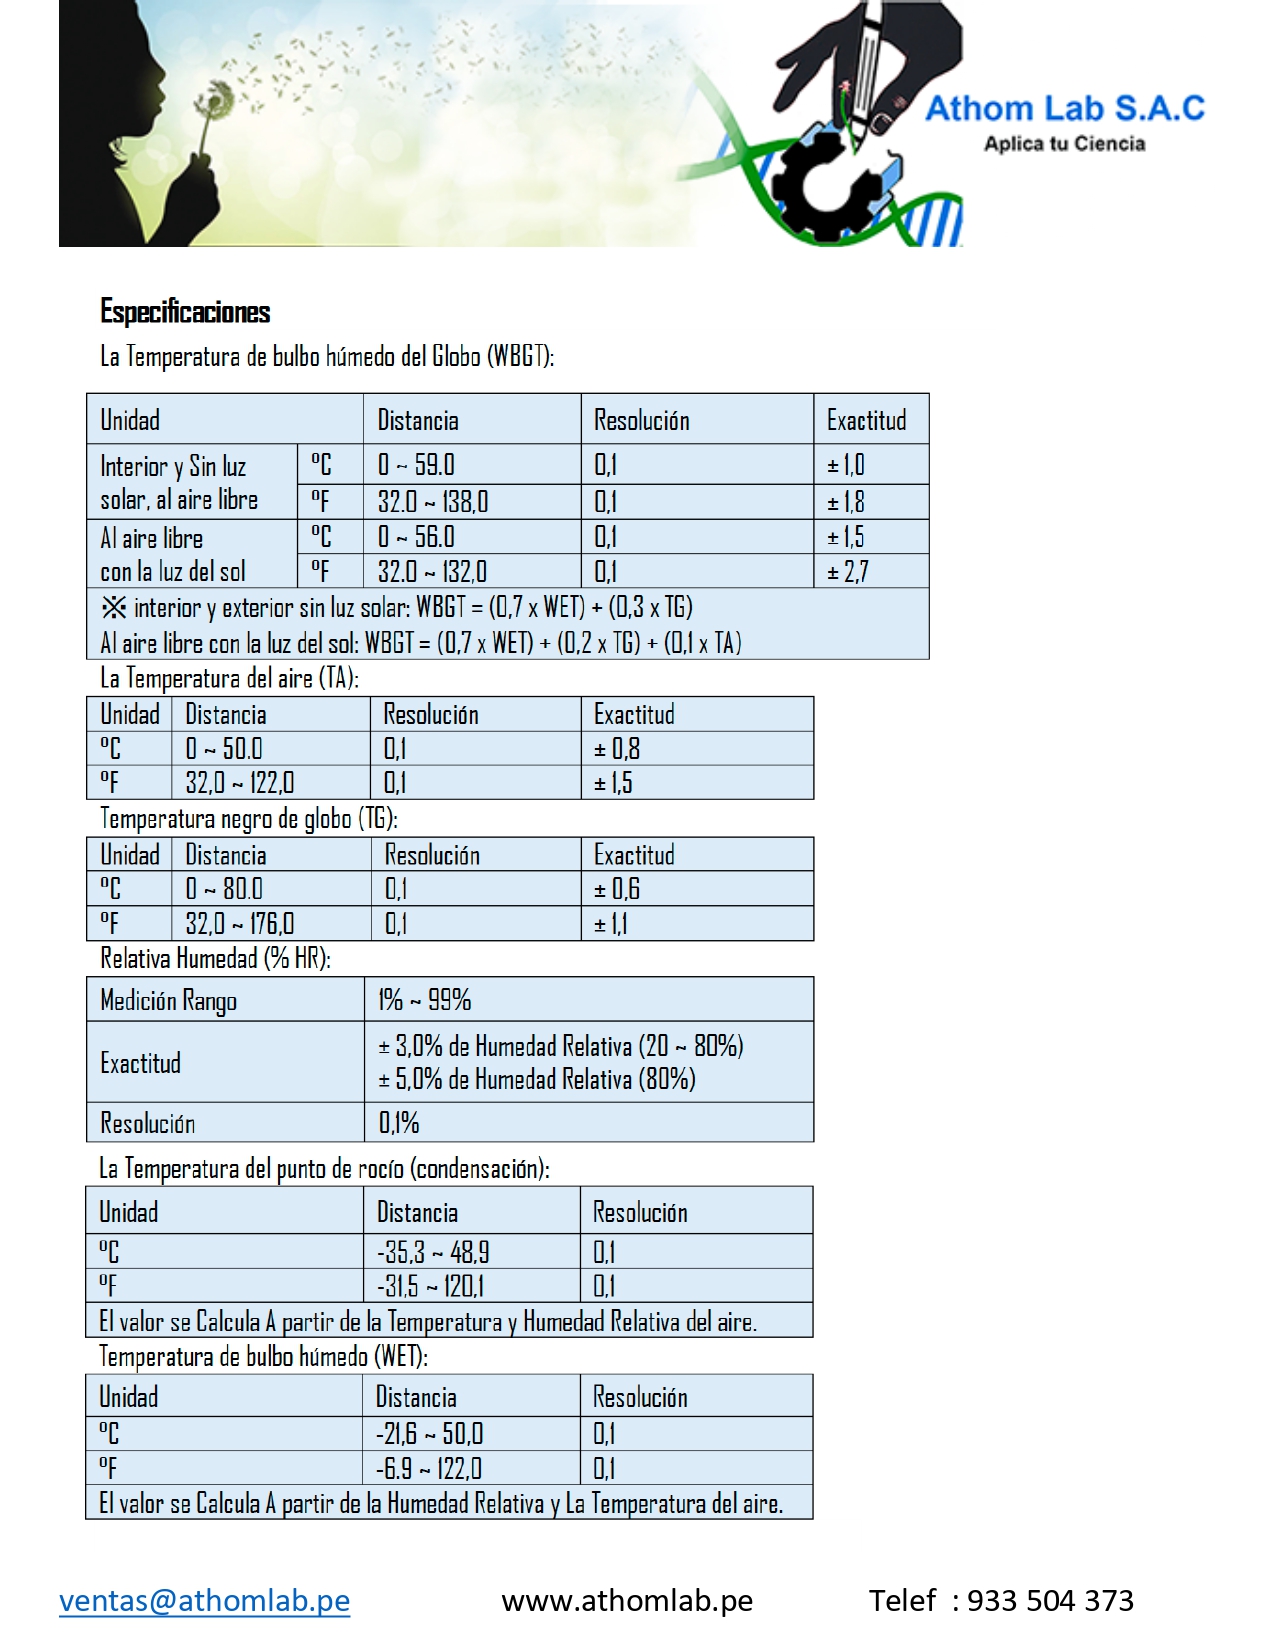 Athom Lab S.A.C
Aplica tu Ciencia
Especificaciones
La Temperatura de bulbo húmedo del Globo (WBGT):
Unidad Distancia Resolución Exactitud
Interior y Sin luz solar, al aire libre ºC 0 ~ 59.0 0,1 ± 1,0
ºF 32.0 ~ 138,0 0,1 ± 1,8
Al aire libre con la luz del sol ºC 0 ~ 56.0 0,1 ± 1,5
ºF 32.0 ~ 132,0 0,1 ± 2,7
※ interior y exterior sin luz solar: WBGT = (0,7 x WET) + (0,3 x TG)
Al aire libre con la luz del sol: WBGT = (0,7 x WET) + (0,2 x TG) + (0,1 x TA)
La Temperatura del aire (TA):
Unidad Distancia Resolución Exactitud
ºC 0 ~ 50.0 0,1 ± 0,8
ºF 32,0 ~ 122,0 0,1 ± 1,5
Temperatura negro de globo (TG):
Unidad Distancia Resolución Exactitud
ºC 0 ~ 80.0 0,1 ± 0,6
ºF 32,0 ~ 176,0 0,1 ± 1,1
Relativa Humedad (% HR):
Medición Rango 1% ~ 99%
Exactitud ± 3,0% de Humedad Relativa (20 ~ 80%)
± 5,0% de Humedad Relativa (80%)
Resolución 0,1%
La Temperatura del punto de rocío (condensación):
Unidad Distancia Resolución
ºC -35,3 ~ 48,9 0,1
ºF -31,5 ~ 120,1 0,1
El valor se Calcula A partir de la Temperatura y Humedad Relativa del aire.
Temperatura de bulbo húmedo (WET):
Unidad Distancia Resolución
ºC -21,6 ~ 50,0 0,1
ºF -6.9 ~ 122,0 0,1
El valor se Calcula A partir de la Humedad Relativa y La Temperatura del aire.
ventas@athomlab.pe www.athomlab.pe Telef : 933 504 373